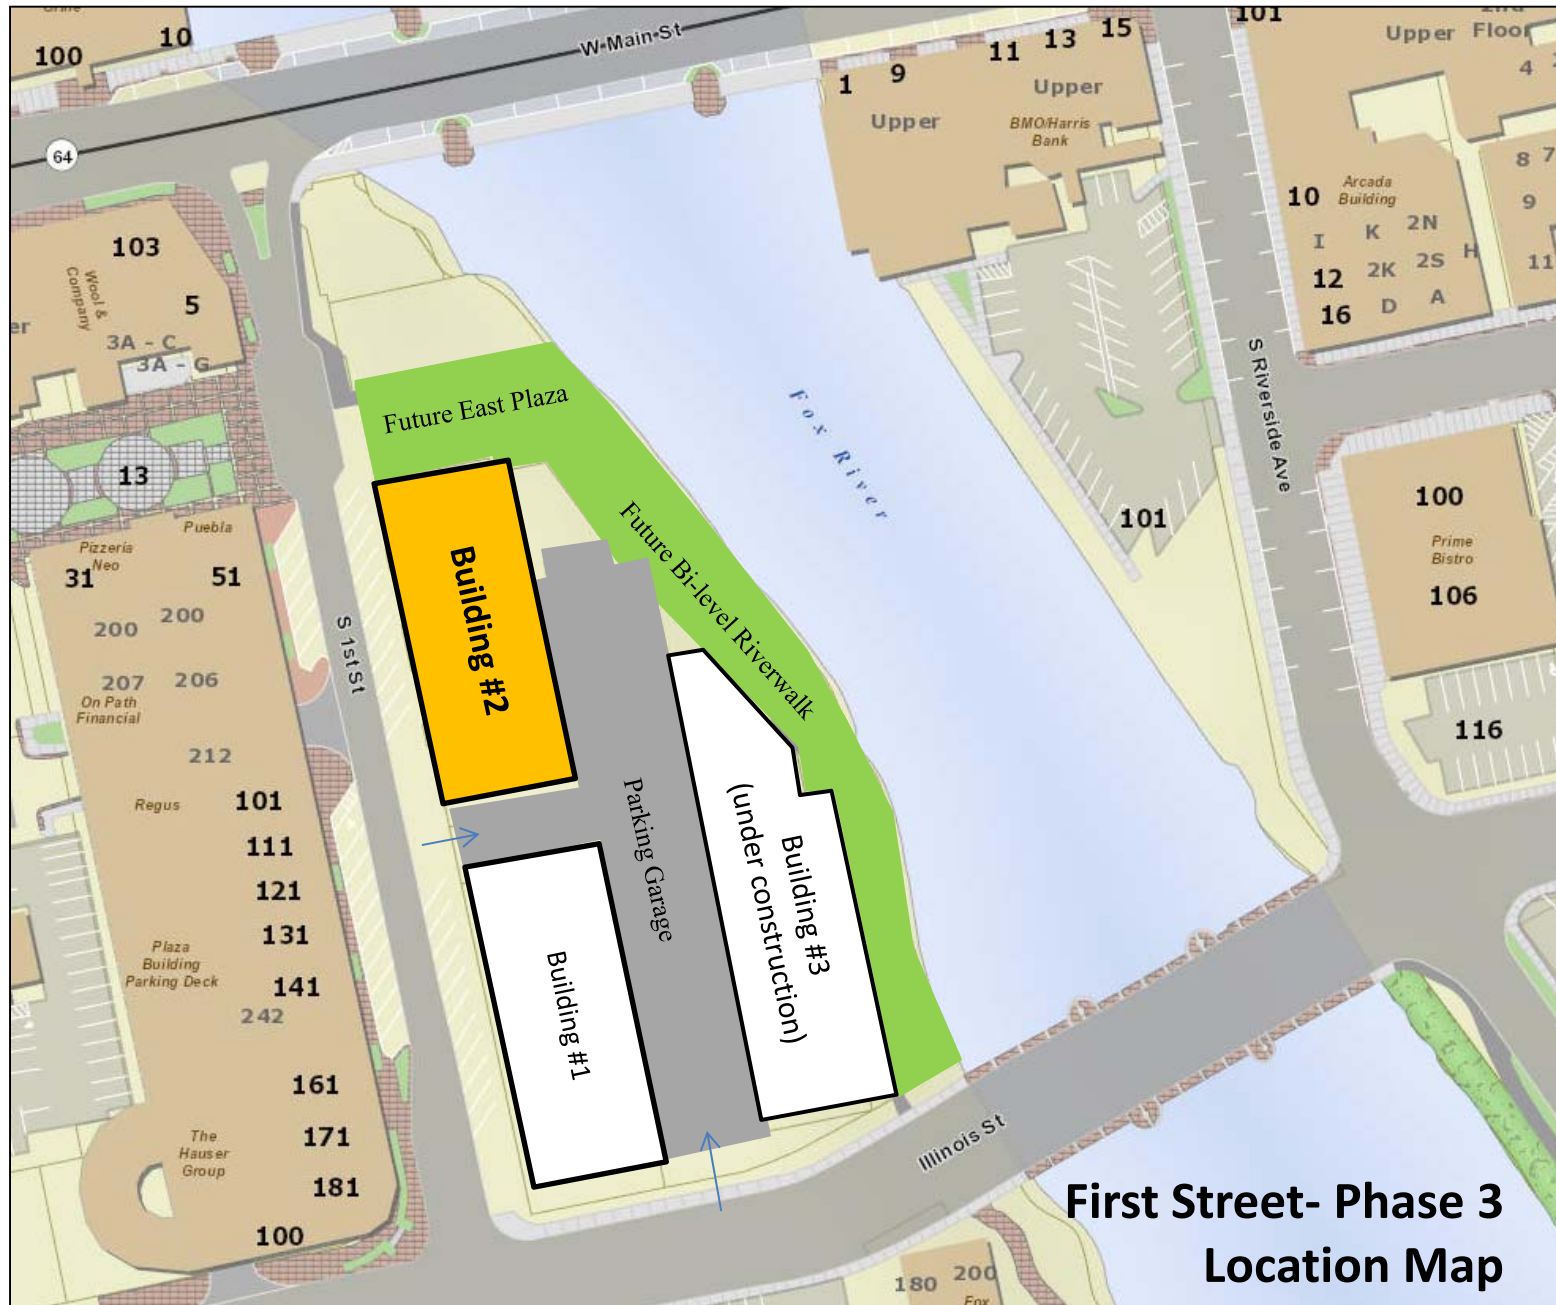 100
10
W Main St
64
101
Upper
Floor
4
1
9
11
13
15
Upper
Upper
BMO/Harris
Bank
8
7
9
11
10
Arcada
Building
I
K
2N
H
12
2K
2S
16
D
A
103
Wool &
Company
5
3A - C
3A - G
er
13
Future East Plaza
Fox River
S Riverside Ave
101
100
Prime
Bistro
106
116
Puebla
Pizzeria
Neo
31
51
200
200
207
206
On Path
Financial
212
Regus
101
111
121
131
Plaza
Building
Parking Deck
141
242
161
The
Hauser
Group
171
181
100
S 1st St
Building #2
Future Bi-level Riverwalk
Parking Garage
Building #3
(under construction)
Building #1
Illinois St
180
200
Fox
First Street- Phase 3
Location Map